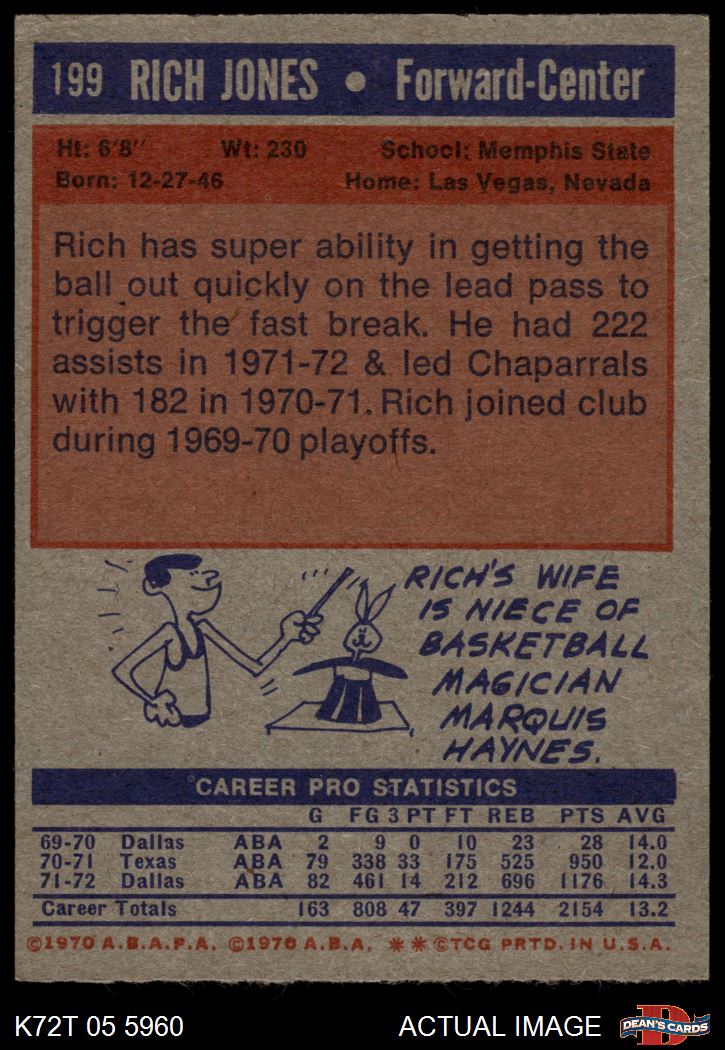 199 RICH JONES • Forward-Center
Ht: 6'8" Wt: 230 School: Memphis State
Born: 12-27-46 Home: Las Vegas, Nevada
Rich has super ability in getting the
ball out quickly on the lead pass to
trigger the fast break. He had 222
assists in 1971-72 & led Chaparrals
with 182 in 1970-71. Rich joined club
during 1969-70 playoffs.
RICH'S WIFE
IS NIECE OF
BASKETBALL
MAGICIAN
MARQUIS
HAYNES.
CAREER PRO STATISTICS
G FG 3 PT FT REB PTS AVG
69-70 Dallas ABA 2 9 0 10 23 28 14.0
70-71 Texas ABA 79 338 33 175 525 950 12.0
71-72 Dallas ABA 82 461 14 212 696 1176 14.3
Career Totals 163 808 47 397 1244 2154 13.2
©1970 A.B.A.P.A. ©1970 A.B.A. ** ©TCG PRTD. IN U.S.A.
K72T 05 5960 ACTUAL IMAGE D DEAN'S CARDS